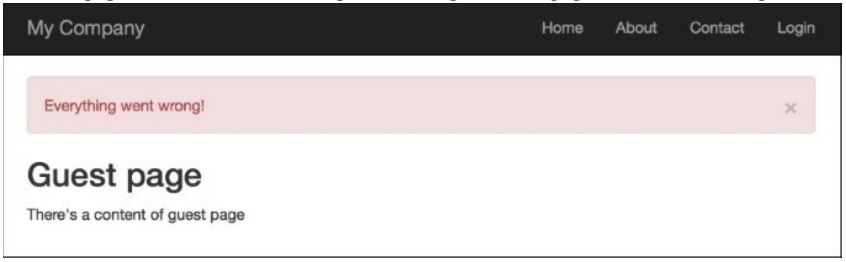 My Company Home About Contact Login
Everything went wrong! ×
Guest page
There's a content of guest page